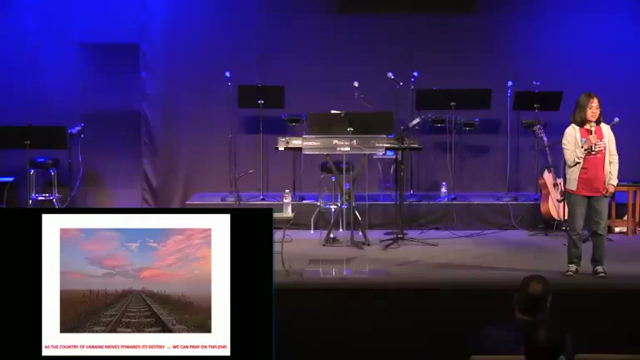 AS THE COUNTRY OF UKRAINE MOVES TOWARDS ITS DESTINY ... WE CAN PRAY ON THIS END